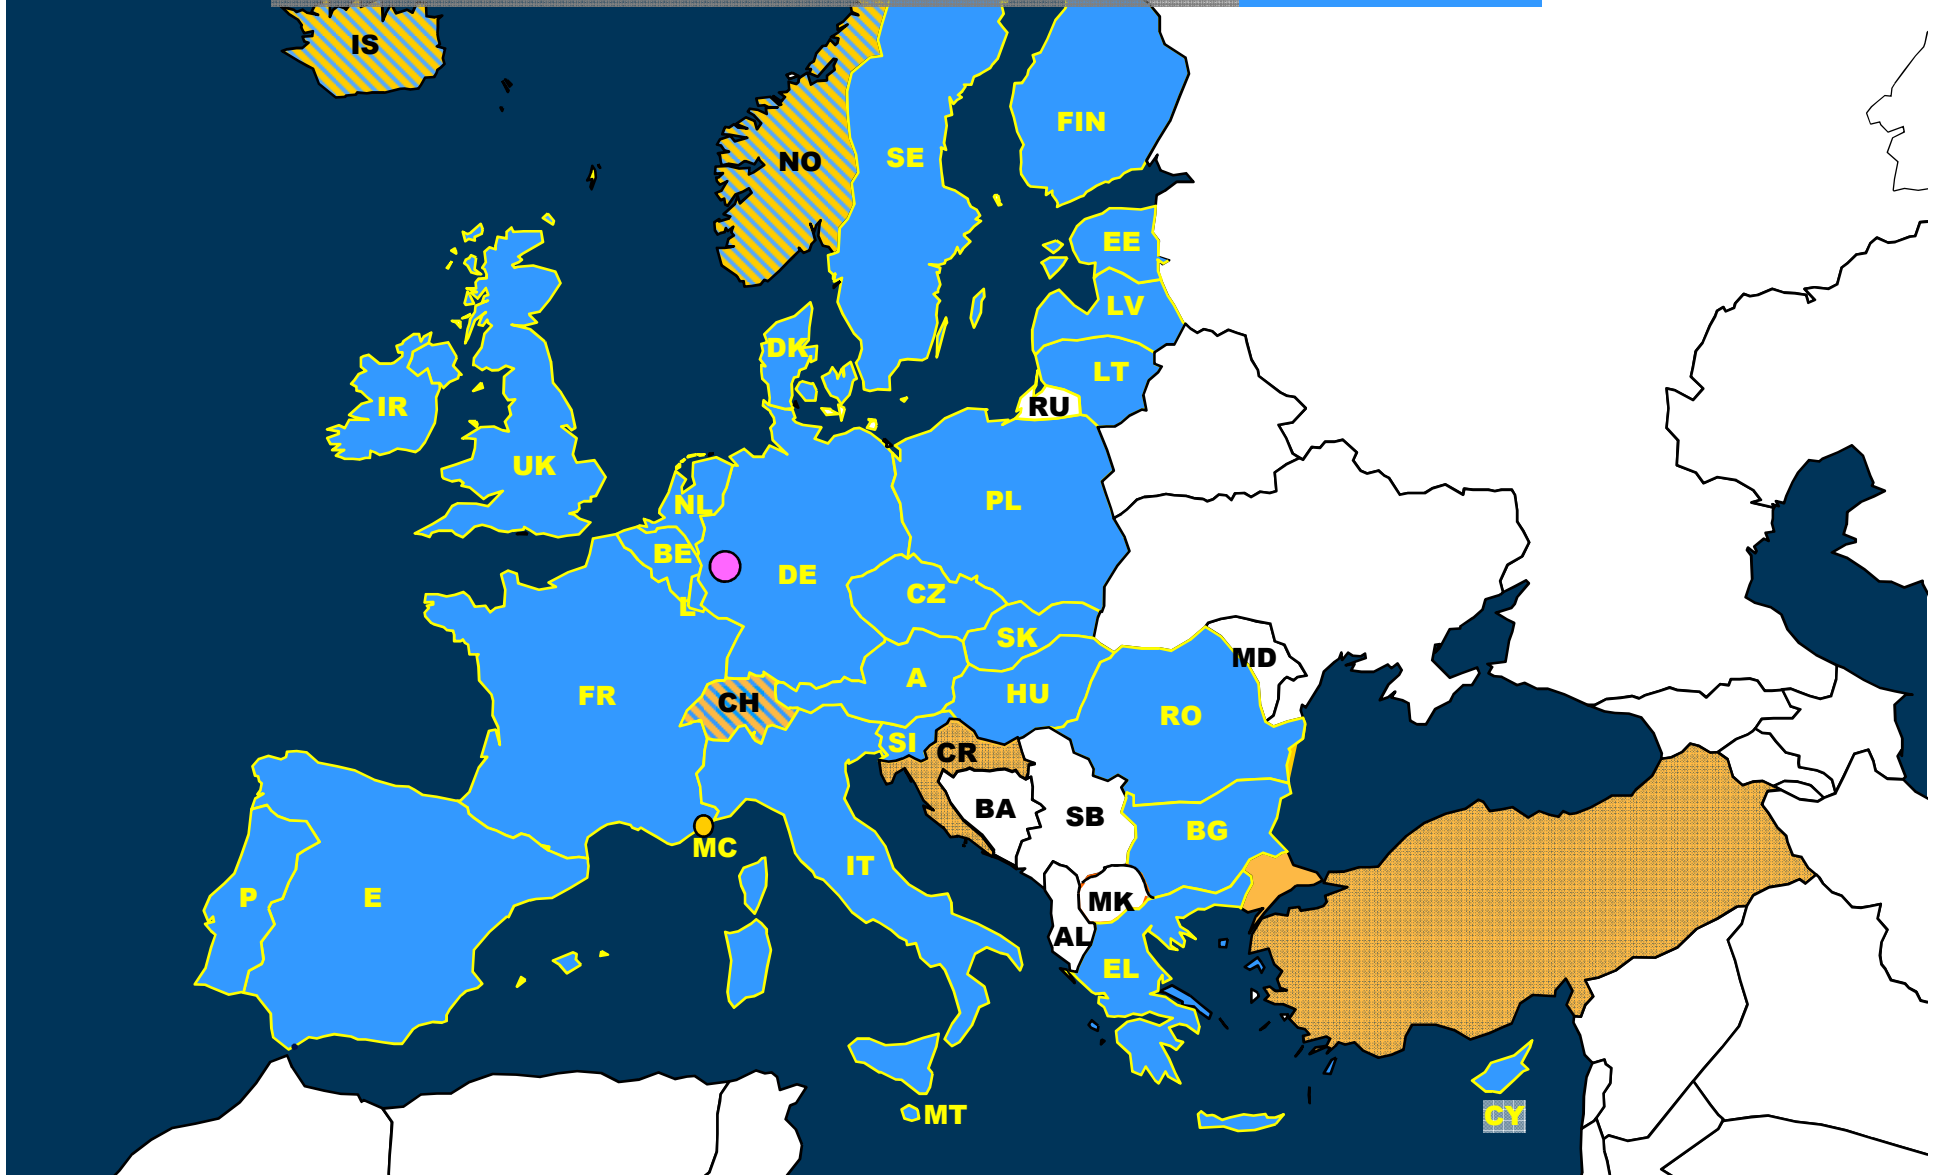 IS
NO
SE
FIN
EE
LV
LT
RU
DK
IR
UK
NL
BE
L
DE
PL
CZ
SK
A
HU
MD
RO
FR
CH
SI
CR
BA
SB
BG
MC
IT
P
E
MK
AL
EL
MT
CY